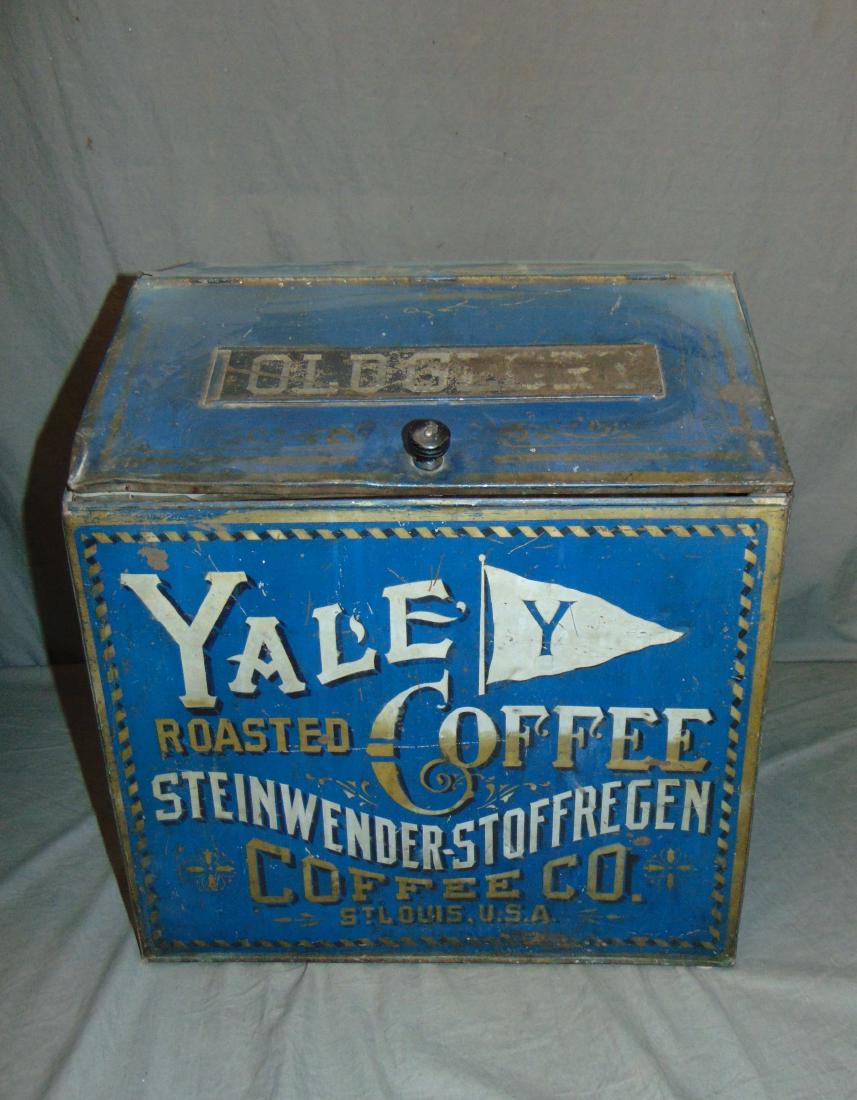 OLD GLORY
YALE Y
ROASTED COFFEE
STEINWENDER-STOFFREGEN
COFFEE CO.
ST. LOUIS. U.S.A.